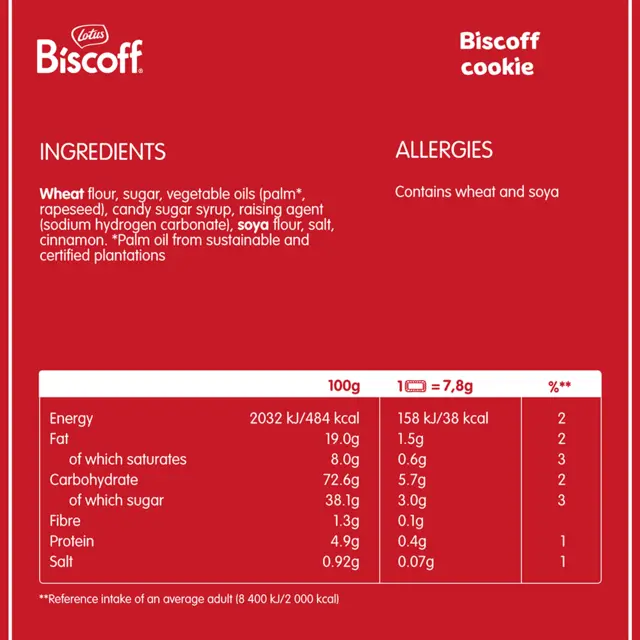 Lotus
Biscoff®
Biscoff
cookie
INGREDIENTS
Wheat flour, sugar, vegetable oils (palm*,
rapeseed), candy sugar syrup, raising agent
(sodium hydrogen carbonate), soya flour, salt,
cinnamon. *Palm oil from sustainable and
certified plantations
ALLERGIES
Contains wheat and soya
100g 1 = 7,8g %**
Energy 2032 kJ/484 kcal 158 kJ/38 kcal 2
Fat 19.0g 1.5g 2
of which saturates 8.0g 0.6g 3
Carbohydrate 72.6g 5.7g 2
of which sugar 38.1g 3.0g 3
Fibre 1.3g 0.1g
Protein 4.9g 0.4g 1
Salt 0.92g 0.07g 1
**Reference intake of an average adult (8 400 kJ/2 000 kcal)